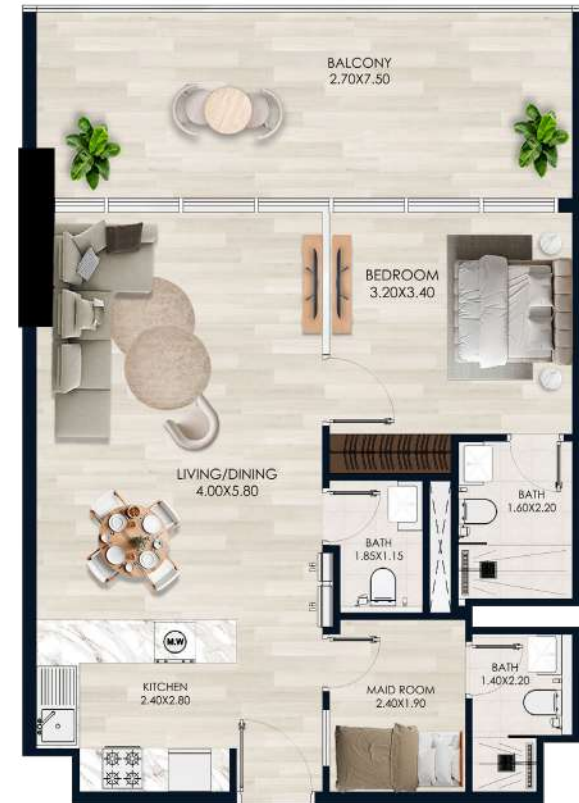 BALCONY
2.70X7.50
BEDROOM
3.20X3.40
LIVING/DINING
4.00X5.80
BATH
1.60X2.20
BATH
1.85X1.15
M.W
KITCHEN
2.40X2.80
MAID ROOM
2.40X1.90
BATH
1.40X2.20